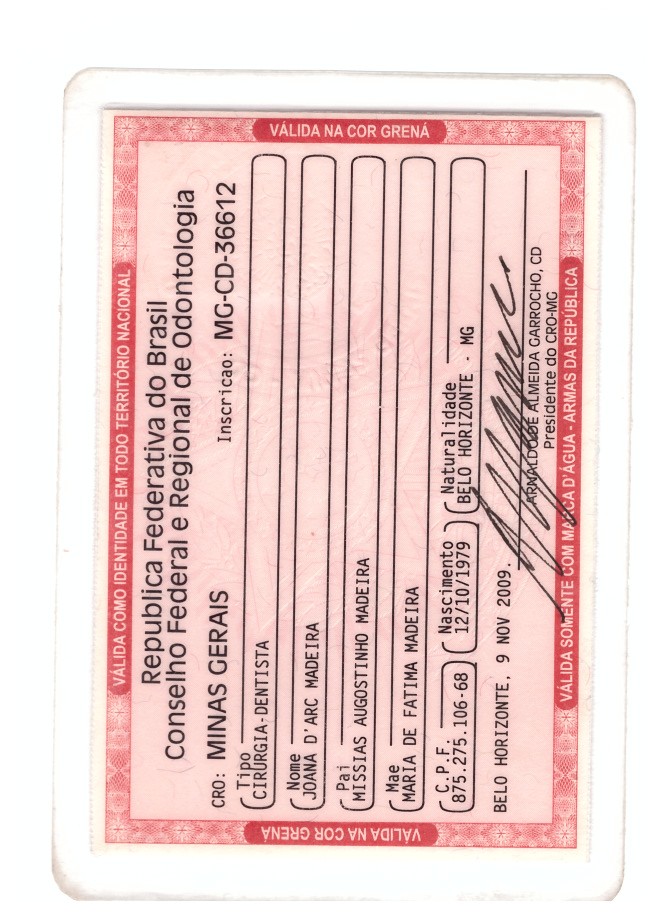 VÁLIDA COMO IDENTIDADE EM TODO TERRITÓRIO NACIONAL
VÁLIDA NA COR GRENÁ
VÁLIDA NA COR GRENÁ
Republica Federativa do Brasil
Conselho Federal e Regional de Odontologia
CRO: MINAS GERAIS Inscricao: MG-CD-36612
Tipo
CIRURGIA-DENTISTA
Nome
JOANA D'ARC MADEIRA
Pai
MISSIAS AUGOSTINHO MADEIRA
Mae
MARIA DE FATIMA MADEIRA
C.P.F. Nascimento Naturalidade
875.275.106-68 12/10/1979 BELO HORIZONTE - MG
BELO HORIZONTE, 9 NOV 2009.
ARNALDO DE ALMEIDA GARROCHO, CD
Presidente do CRO-MG
VÁLIDA SOMENTE COM MARCA D'ÁGUA - ARMAS DA REPÚBLICA